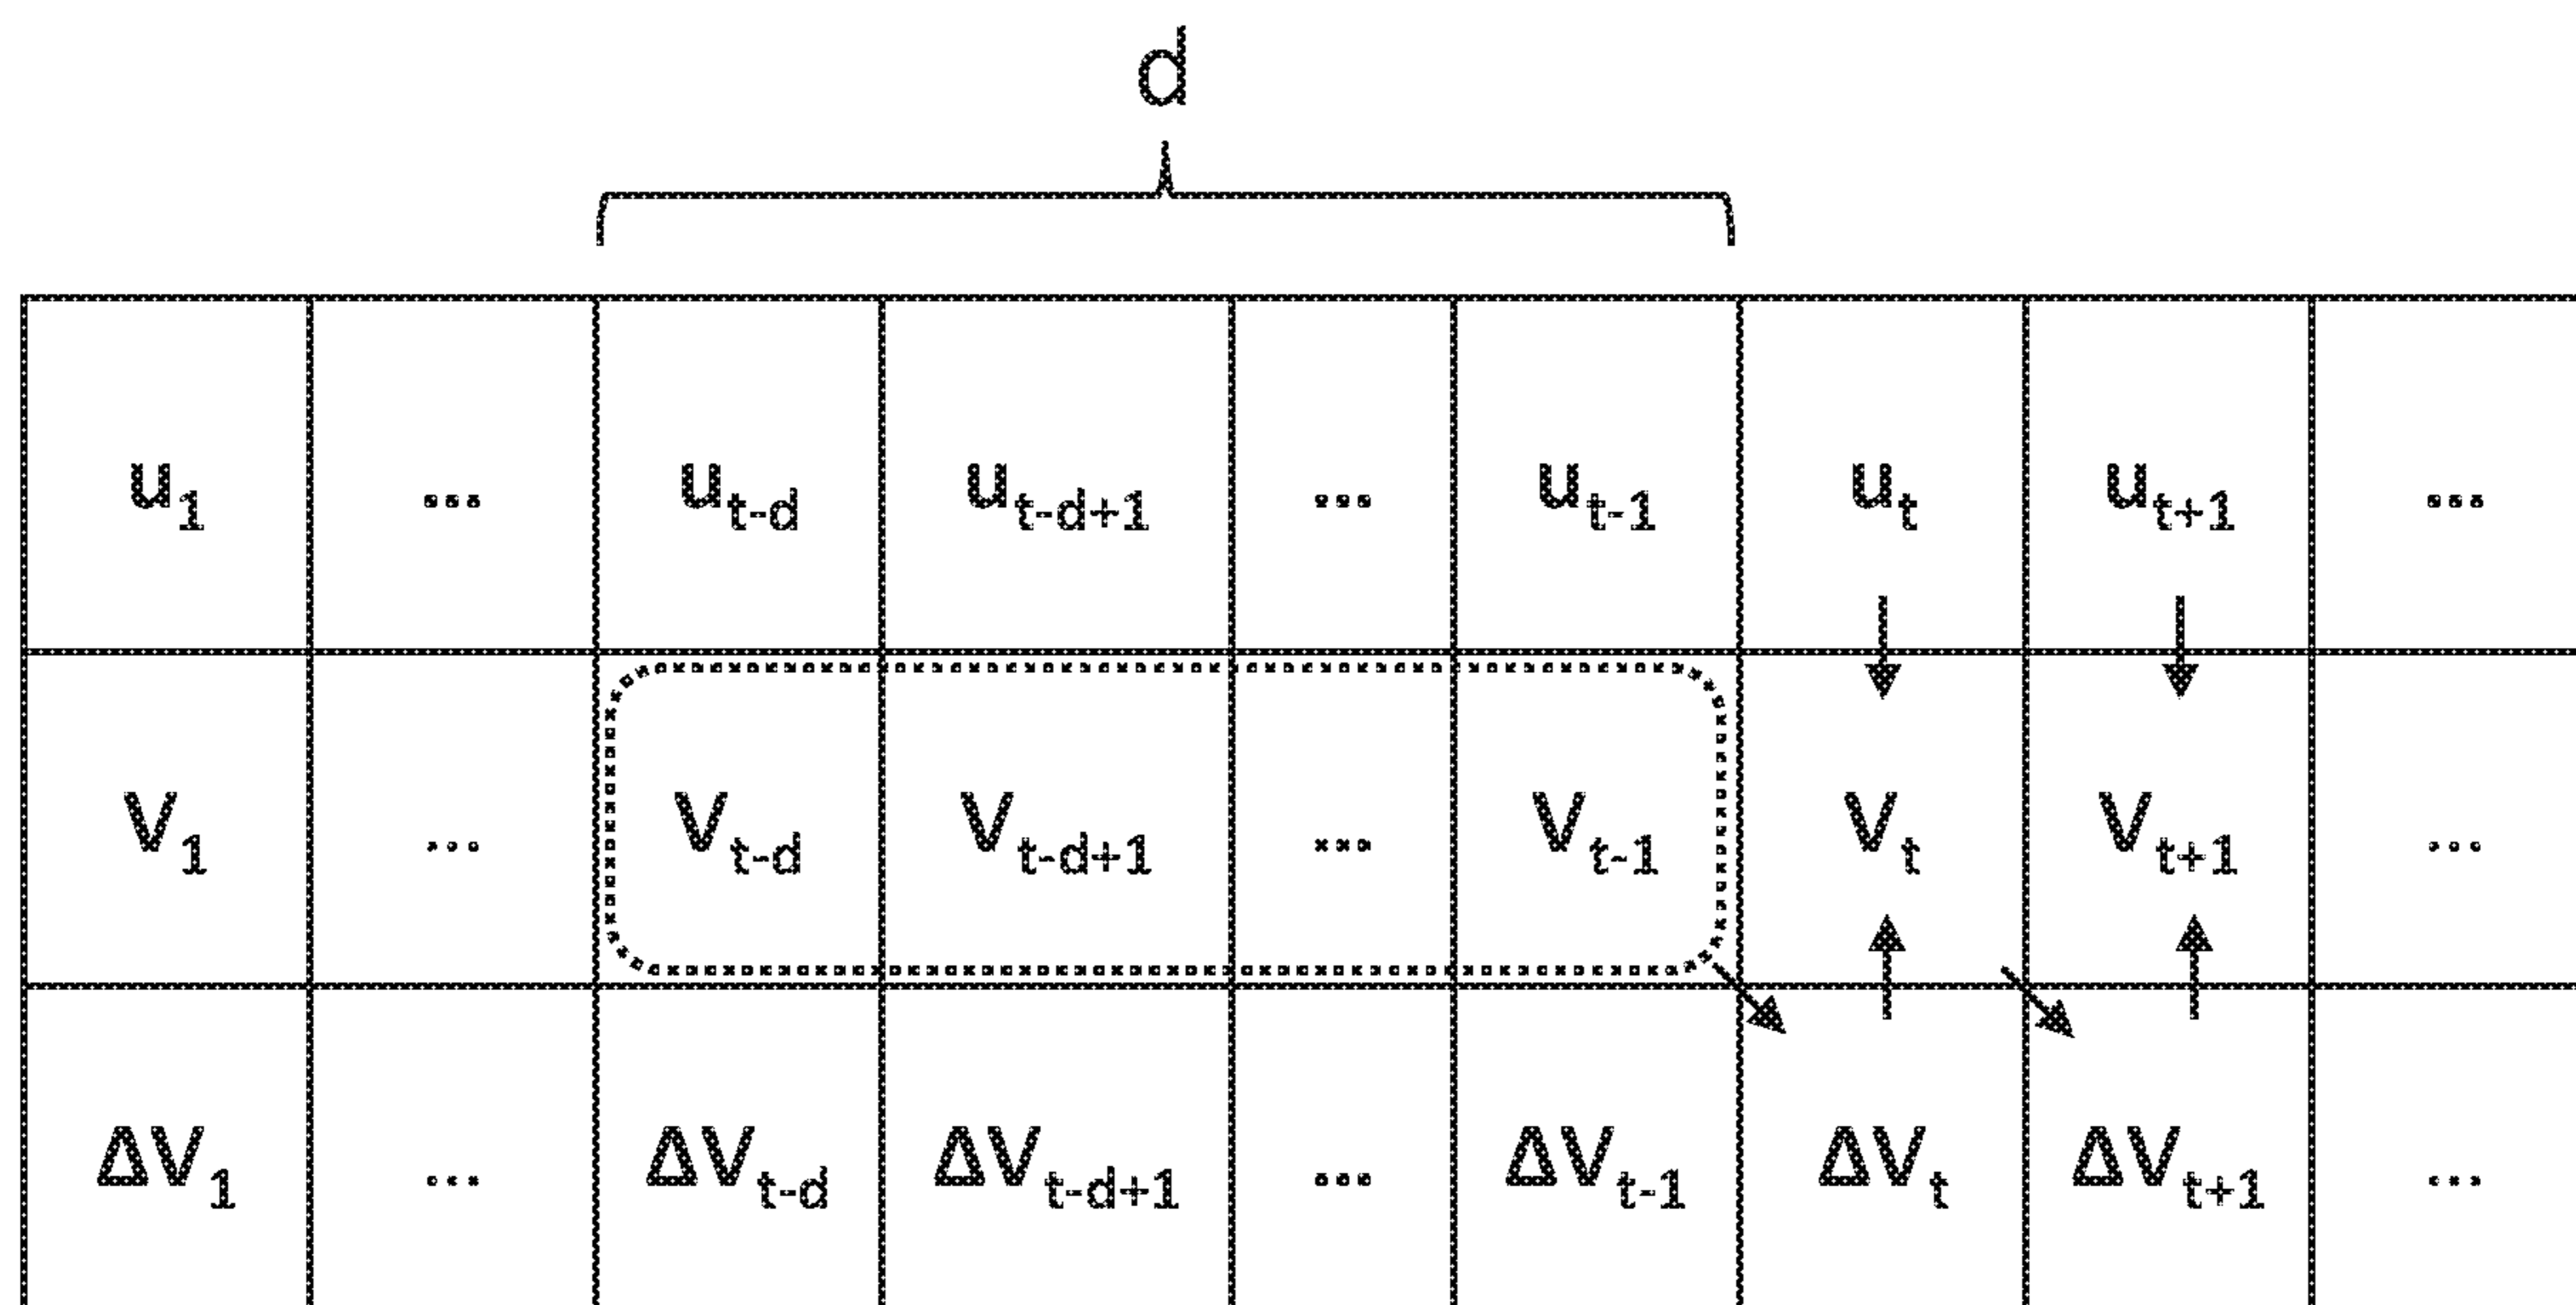 d
u₁ ... uₜ₋d uₜ₋d₊₁ ... uₜ₋₁ uₜ uₜ₊₁ ...
V₁ ... Vₜ₋d Vₜ₋d₊₁ ... Vₜ₋₁ Vₜ Vₜ₊₁ ...
ΔV₁ ... ΔVₜ₋d ΔVₜ₋d₊₁ ... ΔVₜ₋₁ ΔVₜ ΔVₜ₊₁ ...